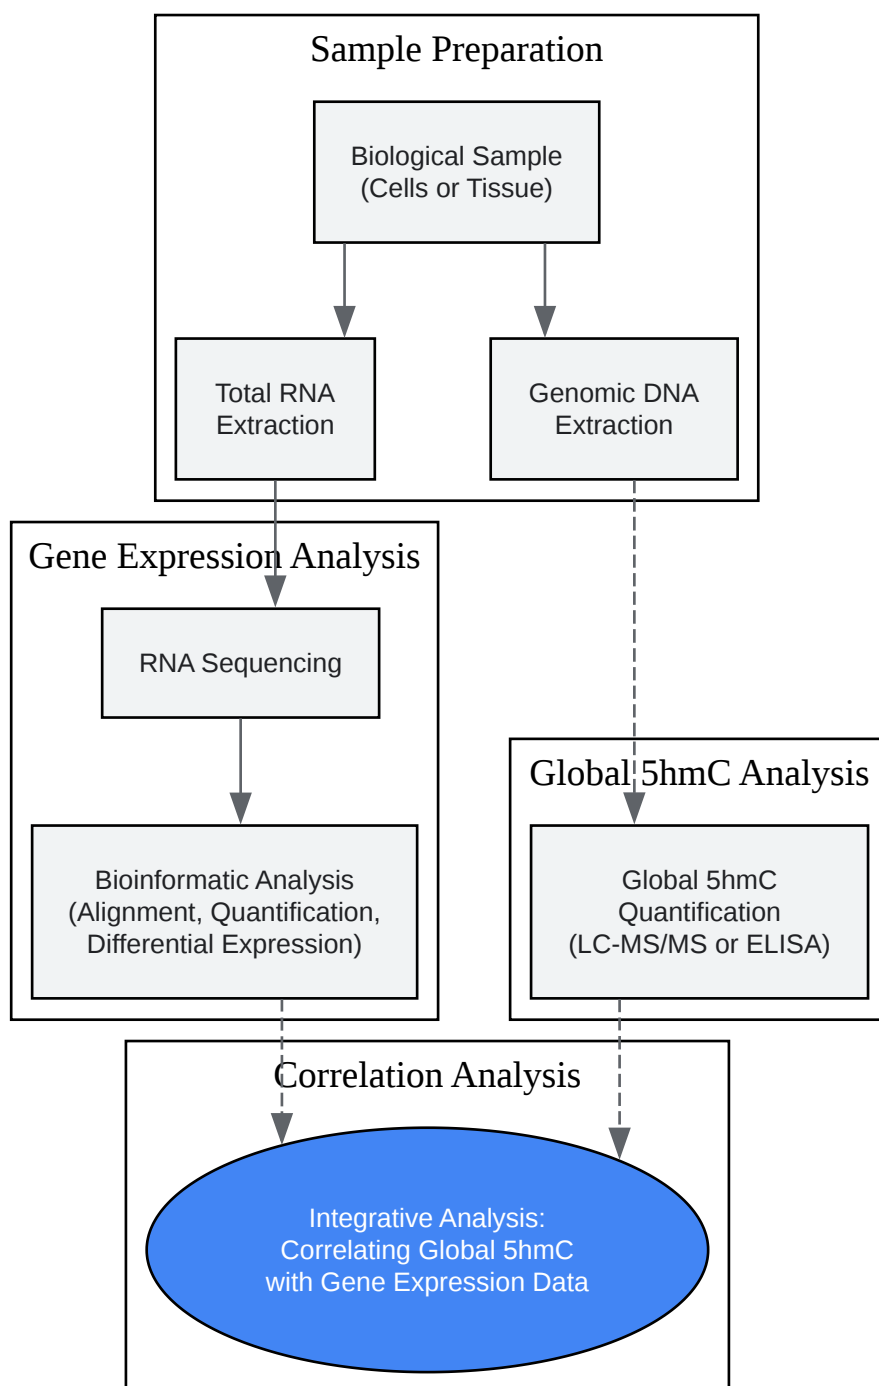 Sample Preparation
Biological Sample
(Cells or Tissue)
Total RNA
Extraction
Genomic DNA
Extraction
Gene Expression Analysis
RNA Sequencing
Bioinformatic Analysis
(Alignment, Quantification,
Differential Expression)
Global 5hmC Analysis
Global 5hmC
Quantification
(LC-MS/MS or ELISA)
Correlation Analysis
Integrative Analysis:
Correlating Global 5hmC
with Gene Expression Data